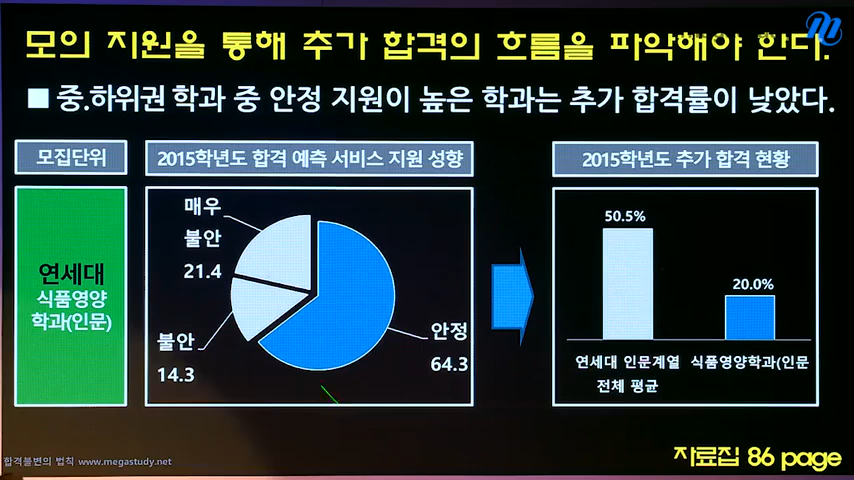 모의 지원을 통해 추가 합격의 흐름을 파악해야 한다.
■ 중.하위권 학과 중 안정 지원이 높은 학과는 추가 합격률이 낮았다.
모집단위
2015학년도 합격 예측 서비스 지원 성향
2015학년도 추가 합격 현황
연세대
식품영양
학과(인문)
매우
불안
21.4
불안
14.3
안정
64.3
50.5%
20.0%
연세대 인문계열
전체 평균
식품영양학과(인문
합격불변의 법칙 www.megastudy.net
자료집 86 page